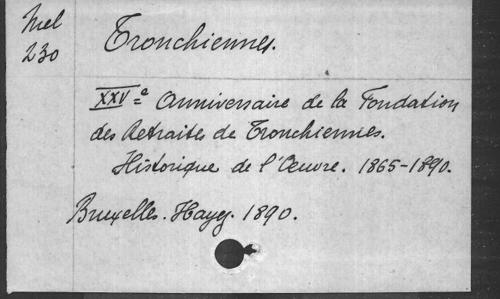 Mel
230
Tronchiennes.
XXVe Anniversaire de la Fondation
des Retraites de Tronchiennes.
Historique de l'Œuvre. 1865-1890.
Bruxelles. Hayez. 1890.